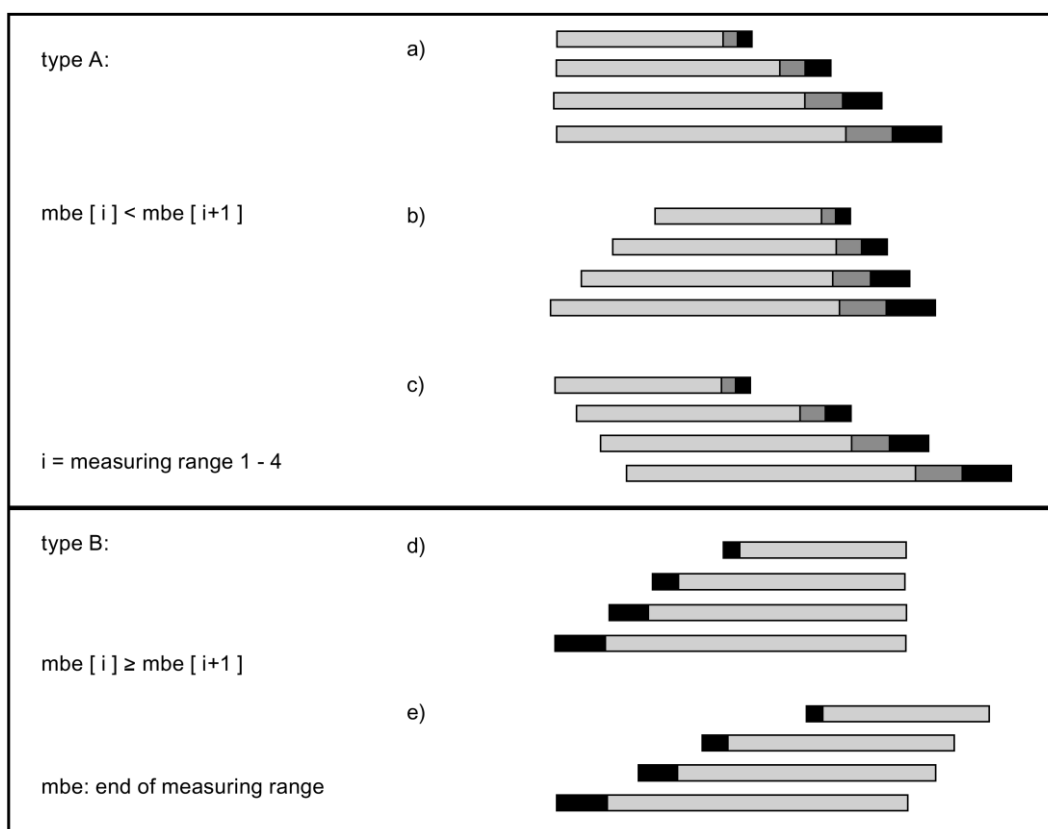 type A:
a)
mbe [ i ] < mbe [ i+1 ]
b)
c)
i = measuring range 1 - 4
type B:
d)
mbe [ i ] ≥ mbe [ i+1 ]
e)
mbe: end of measuring range